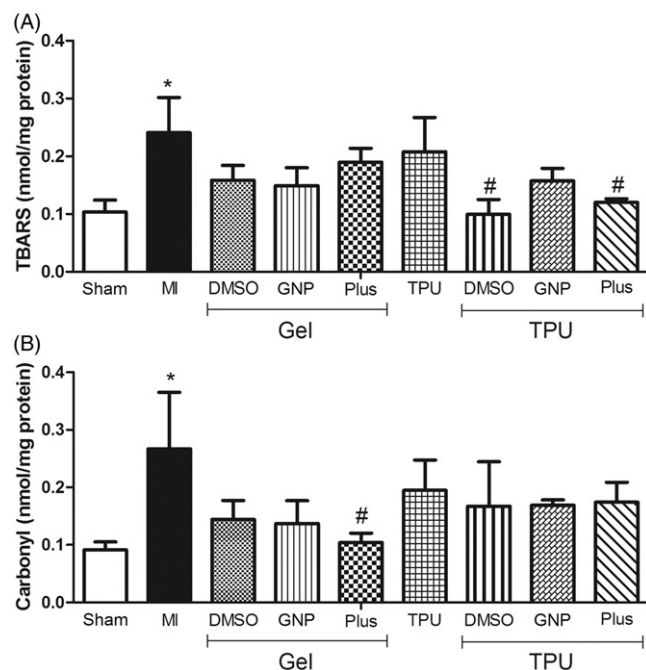 (A)
TBARS (nmol/mg protein)
0.4
0.3
0.2
0.1
0.0
*
#
#
Sham MI DMSO GNP Plus TPU DMSO GNP Plus
Gel TPU
(B)
Carbonyl (nmol/mg protein)
0.4
0.3
0.2
0.1
0.0
*
#
Sham MI DMSO GNP Plus TPU DMSO GNP Plus
Gel TPU